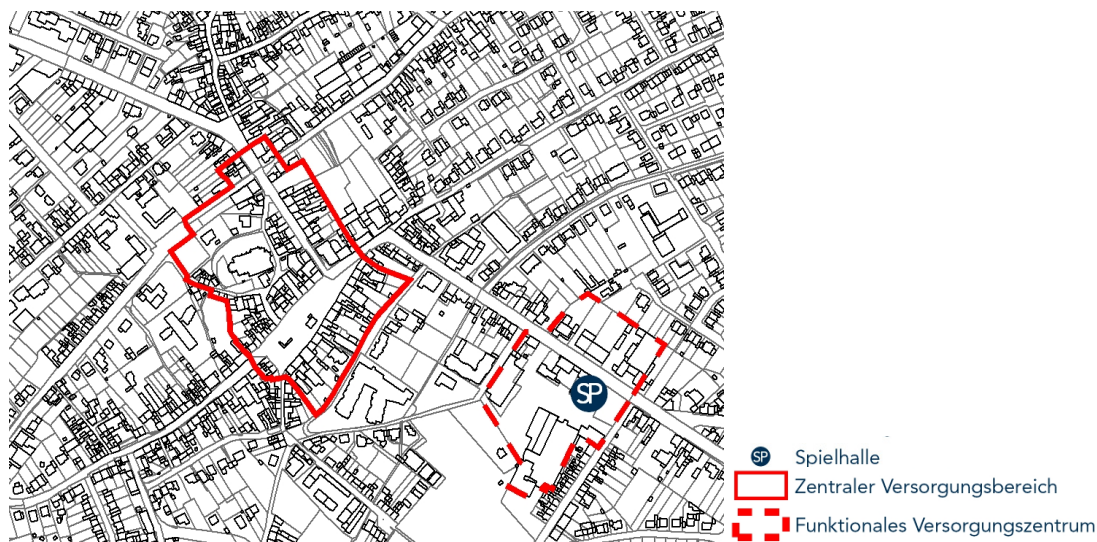 SP
SP Spielhalle
Zentraler Versorgungsbereich
Funktionales Versorgungszentrum